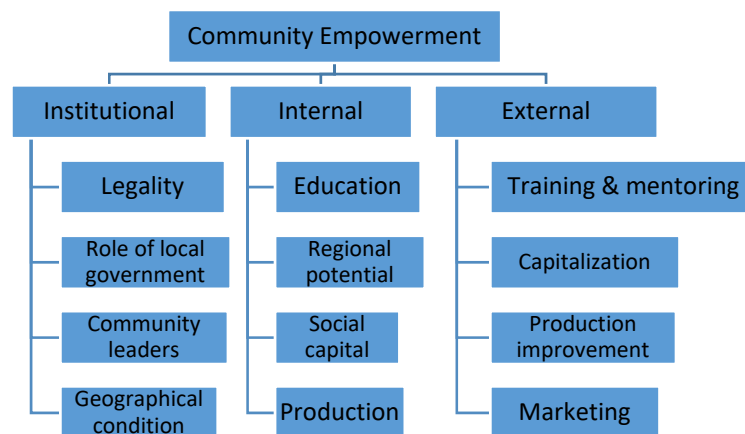 Community Empowerment
Institutional
Legality
Role of local
government
Community
leaders
Geographical
condition
Internal
Education
Regional
potential
Social
capital
Production
External
Training & mentoring
Capitalization
Production
improvement
Marketing